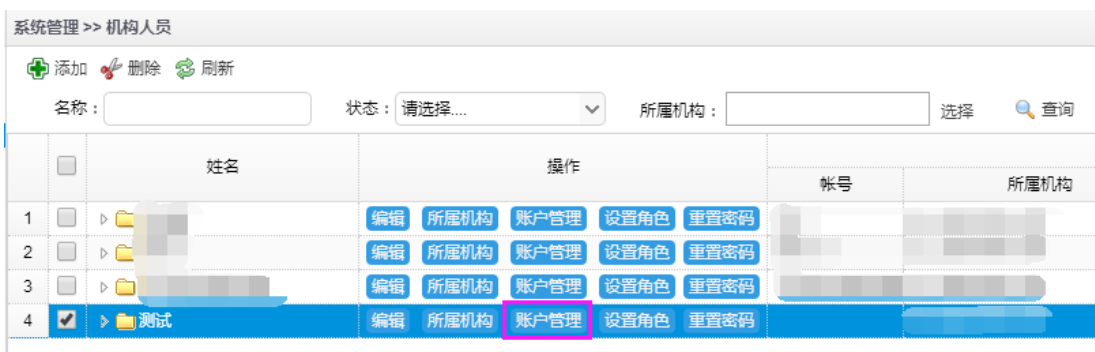 系统管理 >> 机构人员
添加 删除 刷新
名称： 状态： 请选择.... 所属机构： 选择 查询
姓名 操作
帐号 所属机构
1 编辑 所属机构 账户管理 设置角色 重置密码
2 编辑 所属机构 账户管理 设置角色 重置密码
3 编辑 所属机构 账户管理 设置角色 重置密码
4 测试 编辑 所属机构 账户管理 设置角色 重置密码